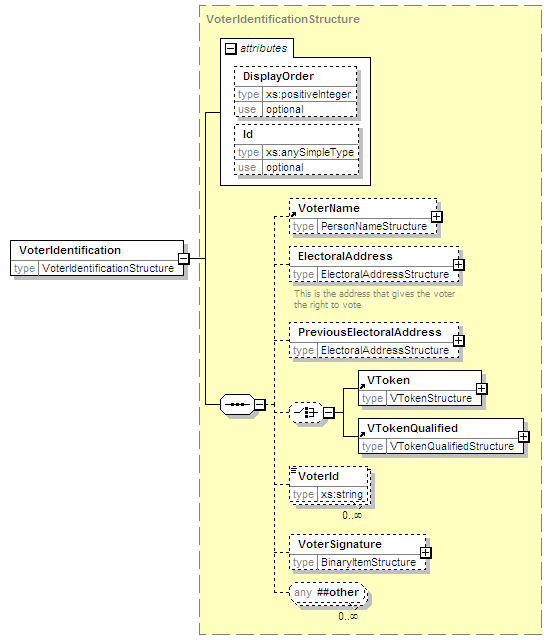 VoterIdentificationStructure
attributes
DisplayOrder
type xs:positiveInteger
use optional
Id
type xs:anySimpleType
use optional
VoterIdentification
type VoterIdentificationStructure
VoterName
type PersonNameStructure
ElectoralAddress
type ElectoralAddressStructure
This is the address that gives the voter
the right to vote
PreviousElectoralAddress
type ElectoralAddressStructure
VToken
type VTokenStructure
VTokenQualified
type VTokenQualifiedStructure
VoterId
type xs:string
0..∞
VoterSignature
type BinaryItemStructure
any ##other
0..∞